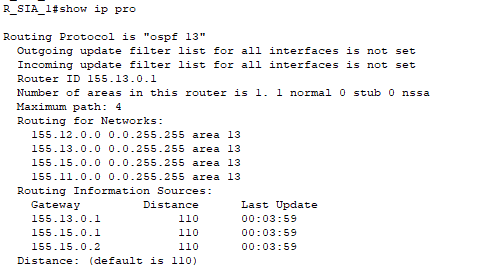 R_SIA_1#show ip pro
Routing Protocol is "ospf 13"
Outgoing update filter list for all interfaces is not set
Incoming update filter list for all interfaces is not set
Router ID 155.13.0.1
Number of areas in this router is 1. 1 normal 0 stub 0 nssa
Maximum path: 4
Routing for Networks:
155.12.0.0 0.0.255.255 area 13
155.13.0.0 0.0.255.255 area 13
155.15.0.0 0.0.255.255 area 13
155.11.0.0 0.0.255.255 area 13
Routing Information Sources:
Gateway Distance Last Update
155.13.0.1 110 00:03:59
155.15.0.1 110 00:03:59
155.15.0.2 110 00:03:59
Distance: (default is 110)